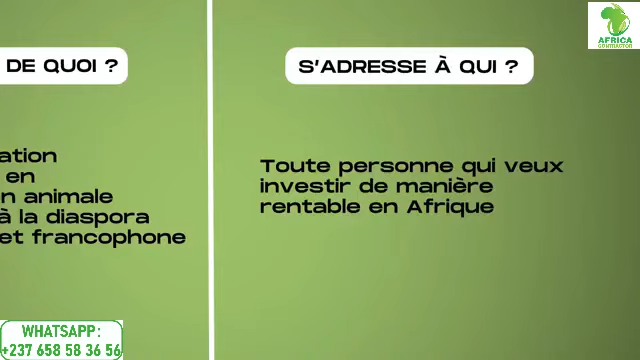 DE QUOI ?
ation
en
n animale
à la diaspora
et francophone
S'ADRESSE À QUI ?
Toute personne qui veux
investir de manière
rentable en Afrique
AFRICA
CONTRACTOR
WHATSAPP:
+237 658 58 36 56